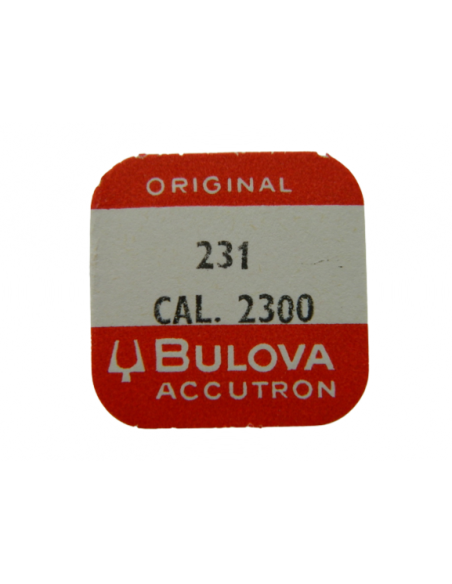 ORIGINAL
231
CAL. 2300
BULOVA
ACCUTRON